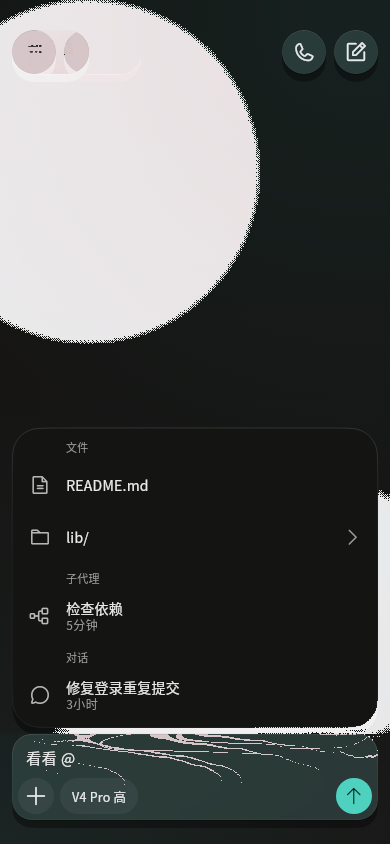 文件
README.md
lib/
子代理
检查依赖
5分钟
对话
修复登录重复提交
3小时
看看 @
V4 Pro 高